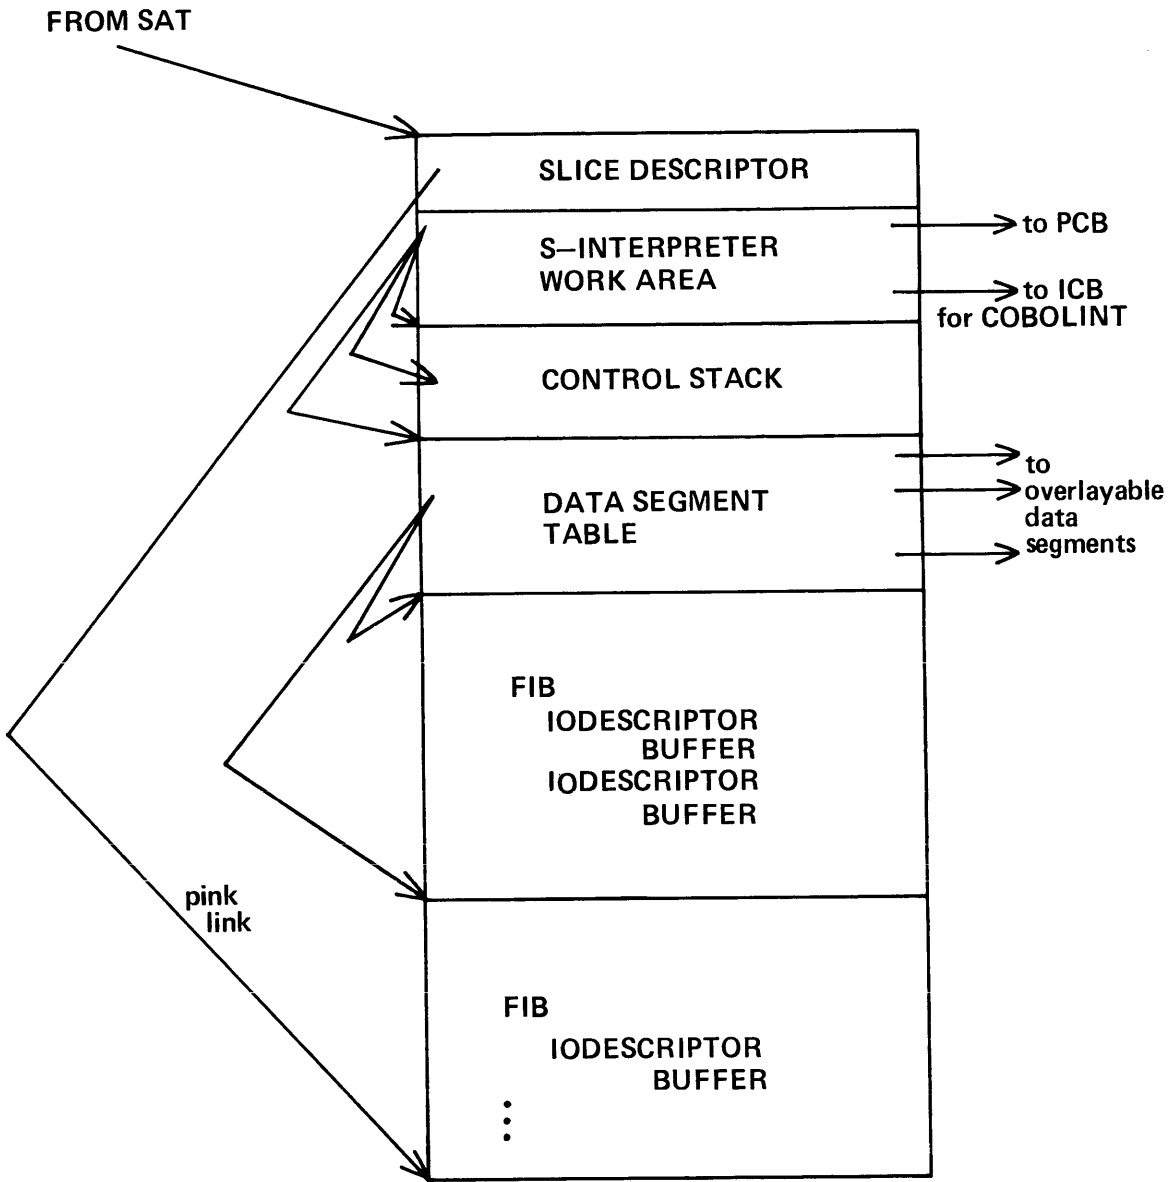 FROM SAT
SLICE DESCRIPTOR
S—INTERPRETER
WORK AREA
to PCB
to ICB
for COBOLINT
CONTROL STACK
DATA SEGMENT
TABLE
to
overlayable
data
segments
FIB
IODESCRIPTOR
BUFFER
IODESCRIPTOR
BUFFER
pink
link
FIB
IODESCRIPTOR
BUFFER